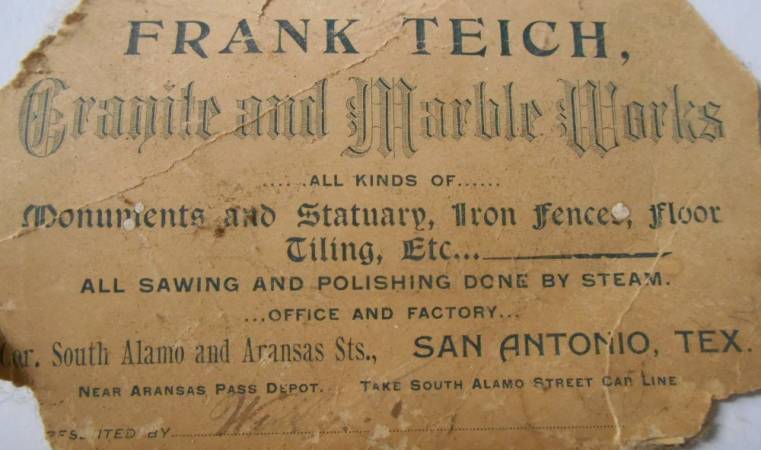 FRANK TEICH,
Granite and Marble Works
......ALL KINDS OF......
Monuments and Statuary, Iron Fences, Floor
Tiling, Etc...
ALL SAWING AND POLISHING DONE BY STEAM.
...OFFICE AND FACTORY...
Cor. South Alamo and Aransas Sts., SAN ANTONIO, TEX.
NEAR ARANSAS PASS DEPOT. TAKE SOUTH ALAMO STREET CAR LINE
BY